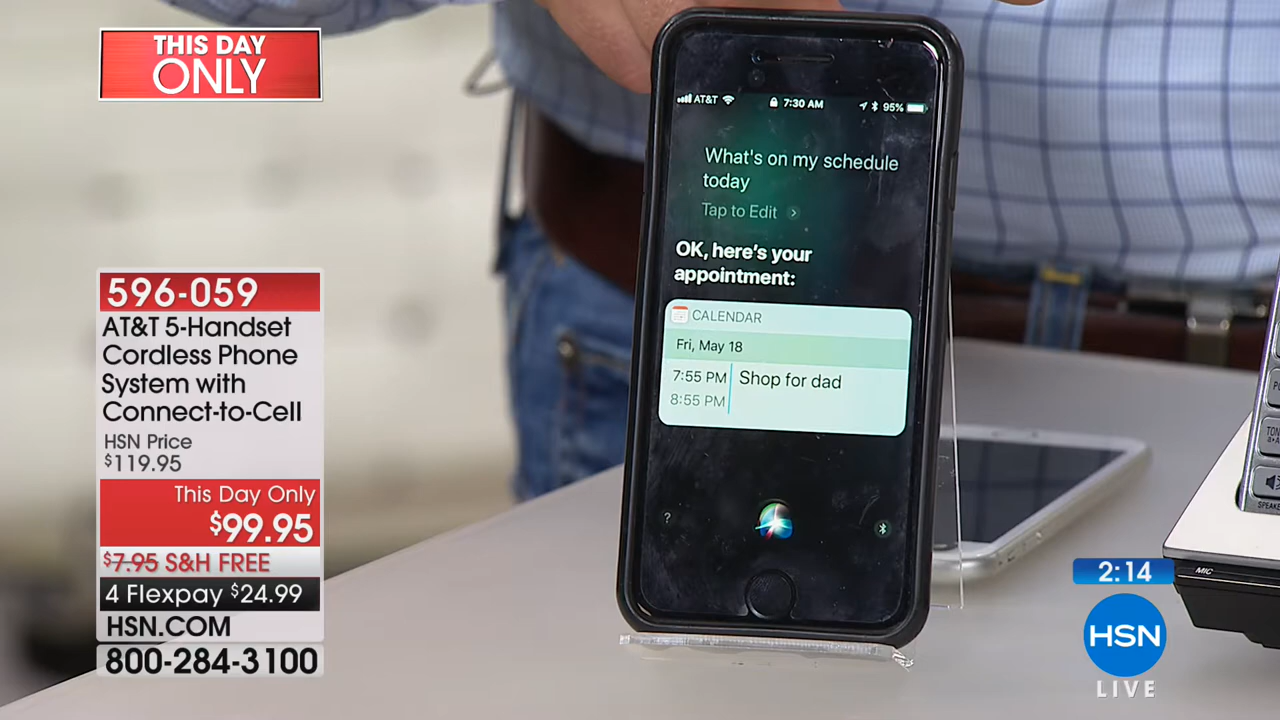 THIS DAY
ONLY
596-059
AT&T 5-Handset
Cordless Phone
System with
Connect-to-Cell
HSN Price
$119.95
This Day Only
$99.95
$7.95 S&H FREE
4 Flexpay $24.99
HSN.COM
800-284-3100
AT&T 7:30 AM 95%
What's on my schedule
today
Tap to Edit >
OK, here's your
appointment:
CALENDAR
Fri, May 18
7:55 PM Shop for dad
8:55 PM
?
2:14
HSN
LIVE
MIC